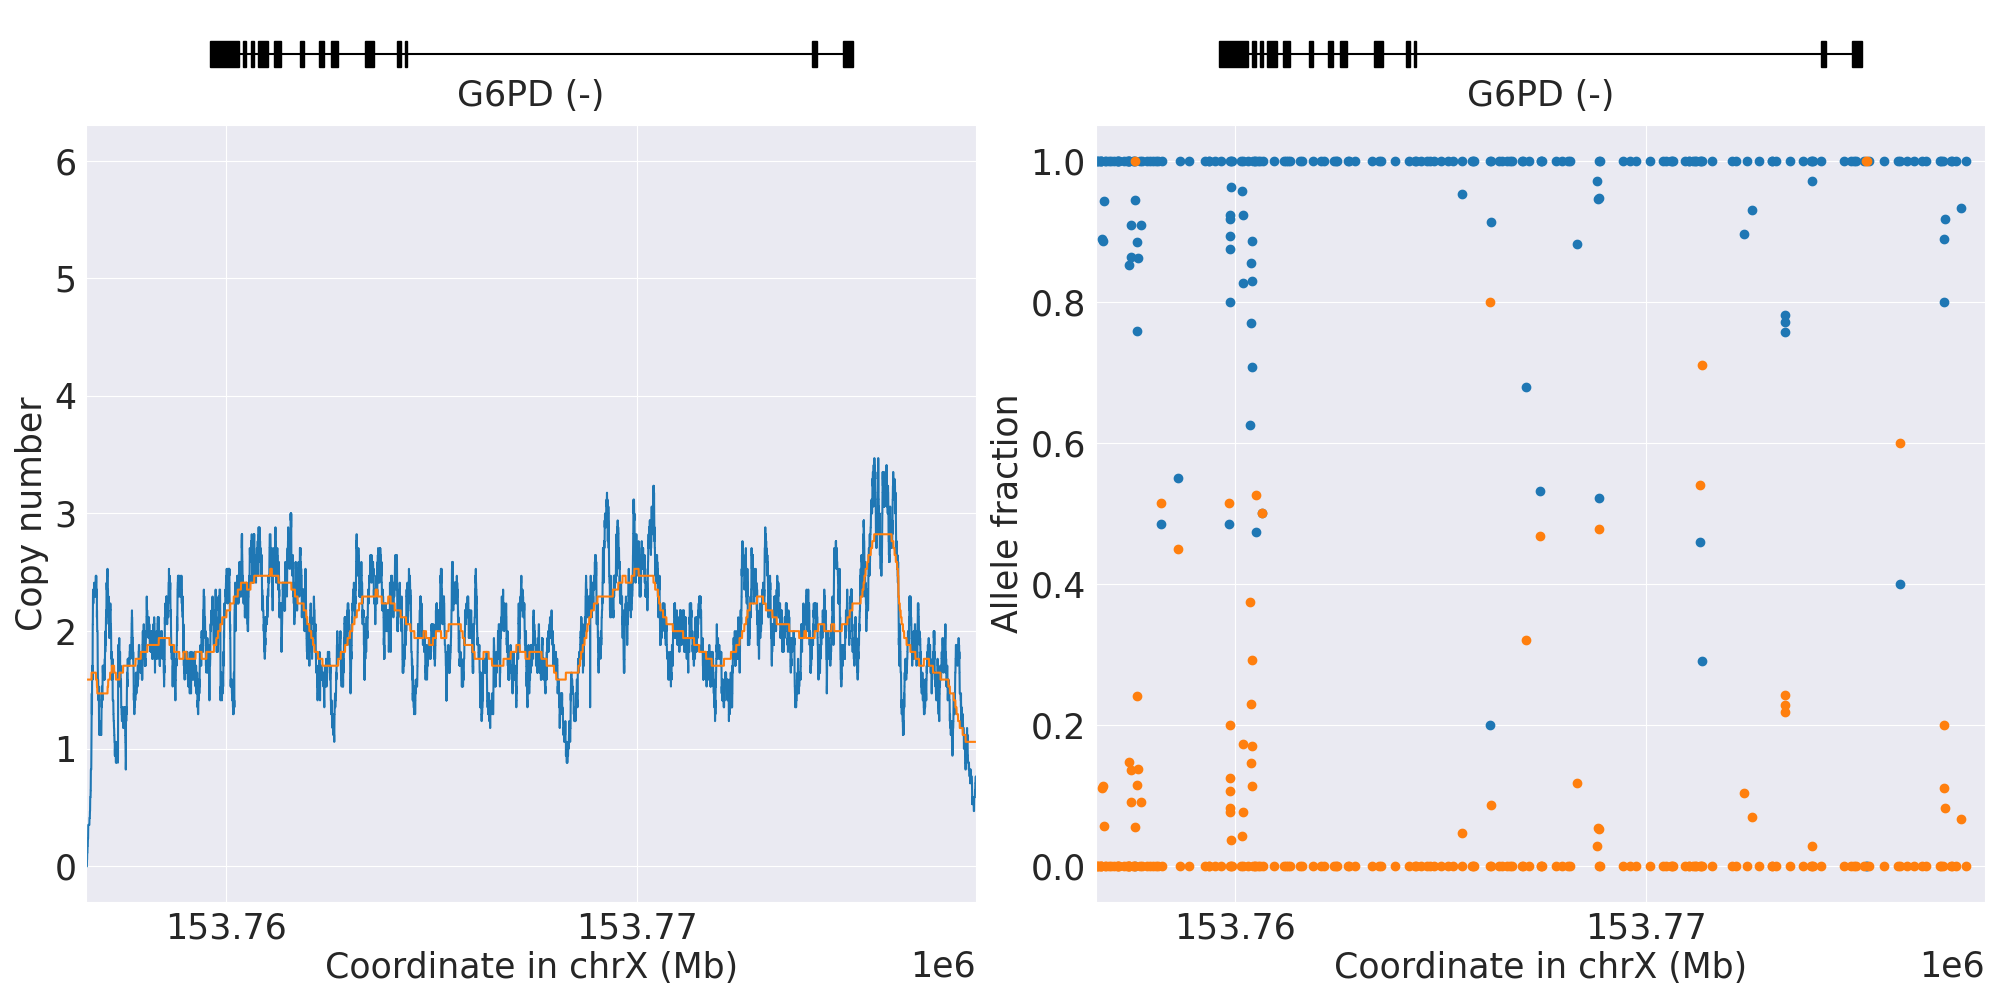 G6PD (-)
Copy number
6
5
4
3
2
1
0
153.76
153.77
Coordinate in chrX (Mb)
1e6
G6PD (-)
Allele fraction
1.0
0.8
0.6
0.4
0.2
0.0
153.76
153.77
Coordinate in chrX (Mb)
1e6